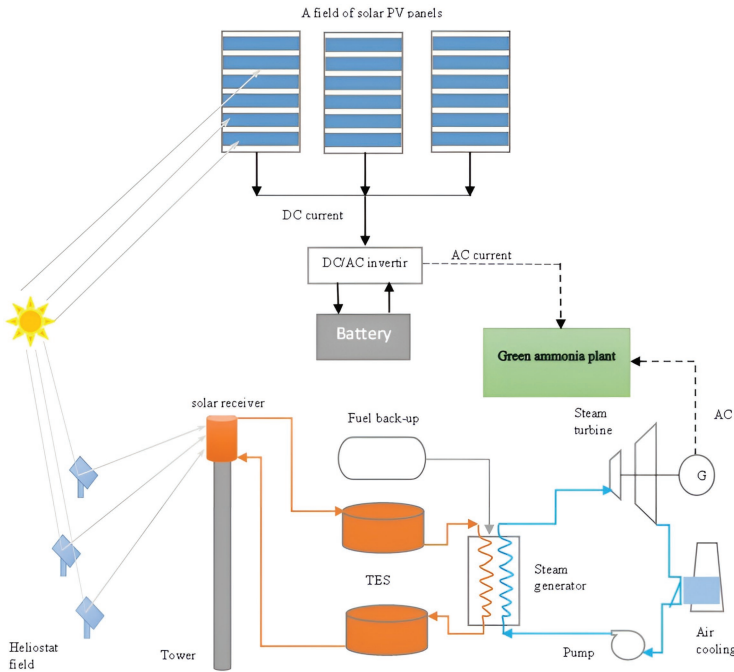 A field of solar PV panels
DC current
DC/AC invertir
AC current
Battery
Green ammonia plant
solar receiver
Fuel back-up
Steam
turbine
AC
G
TES
Steam
generator
Heliostat
field
Tower
Pump
Air
cooling